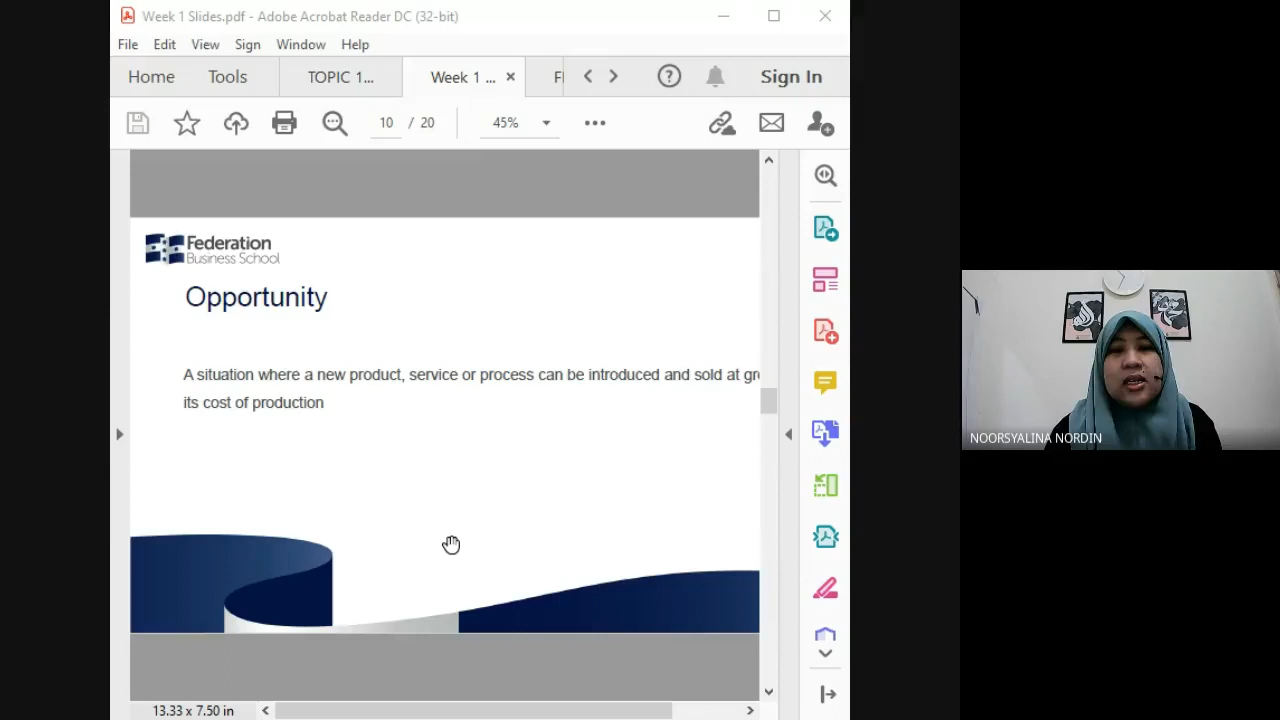 Week 1 Slides.pdf - Adobe Acrobat Reader DC (32-bit)
File Edit View Sign Window Help
Home Tools TOPIC 1... Week 1 ... Sign In
10 / 20 45%
Federation
Business School
Opportunity
A situation where a new product, service or process can be introduced and sold at
its cost of production
NOORSYALINA NORDIN
13.33 x 7.50 in